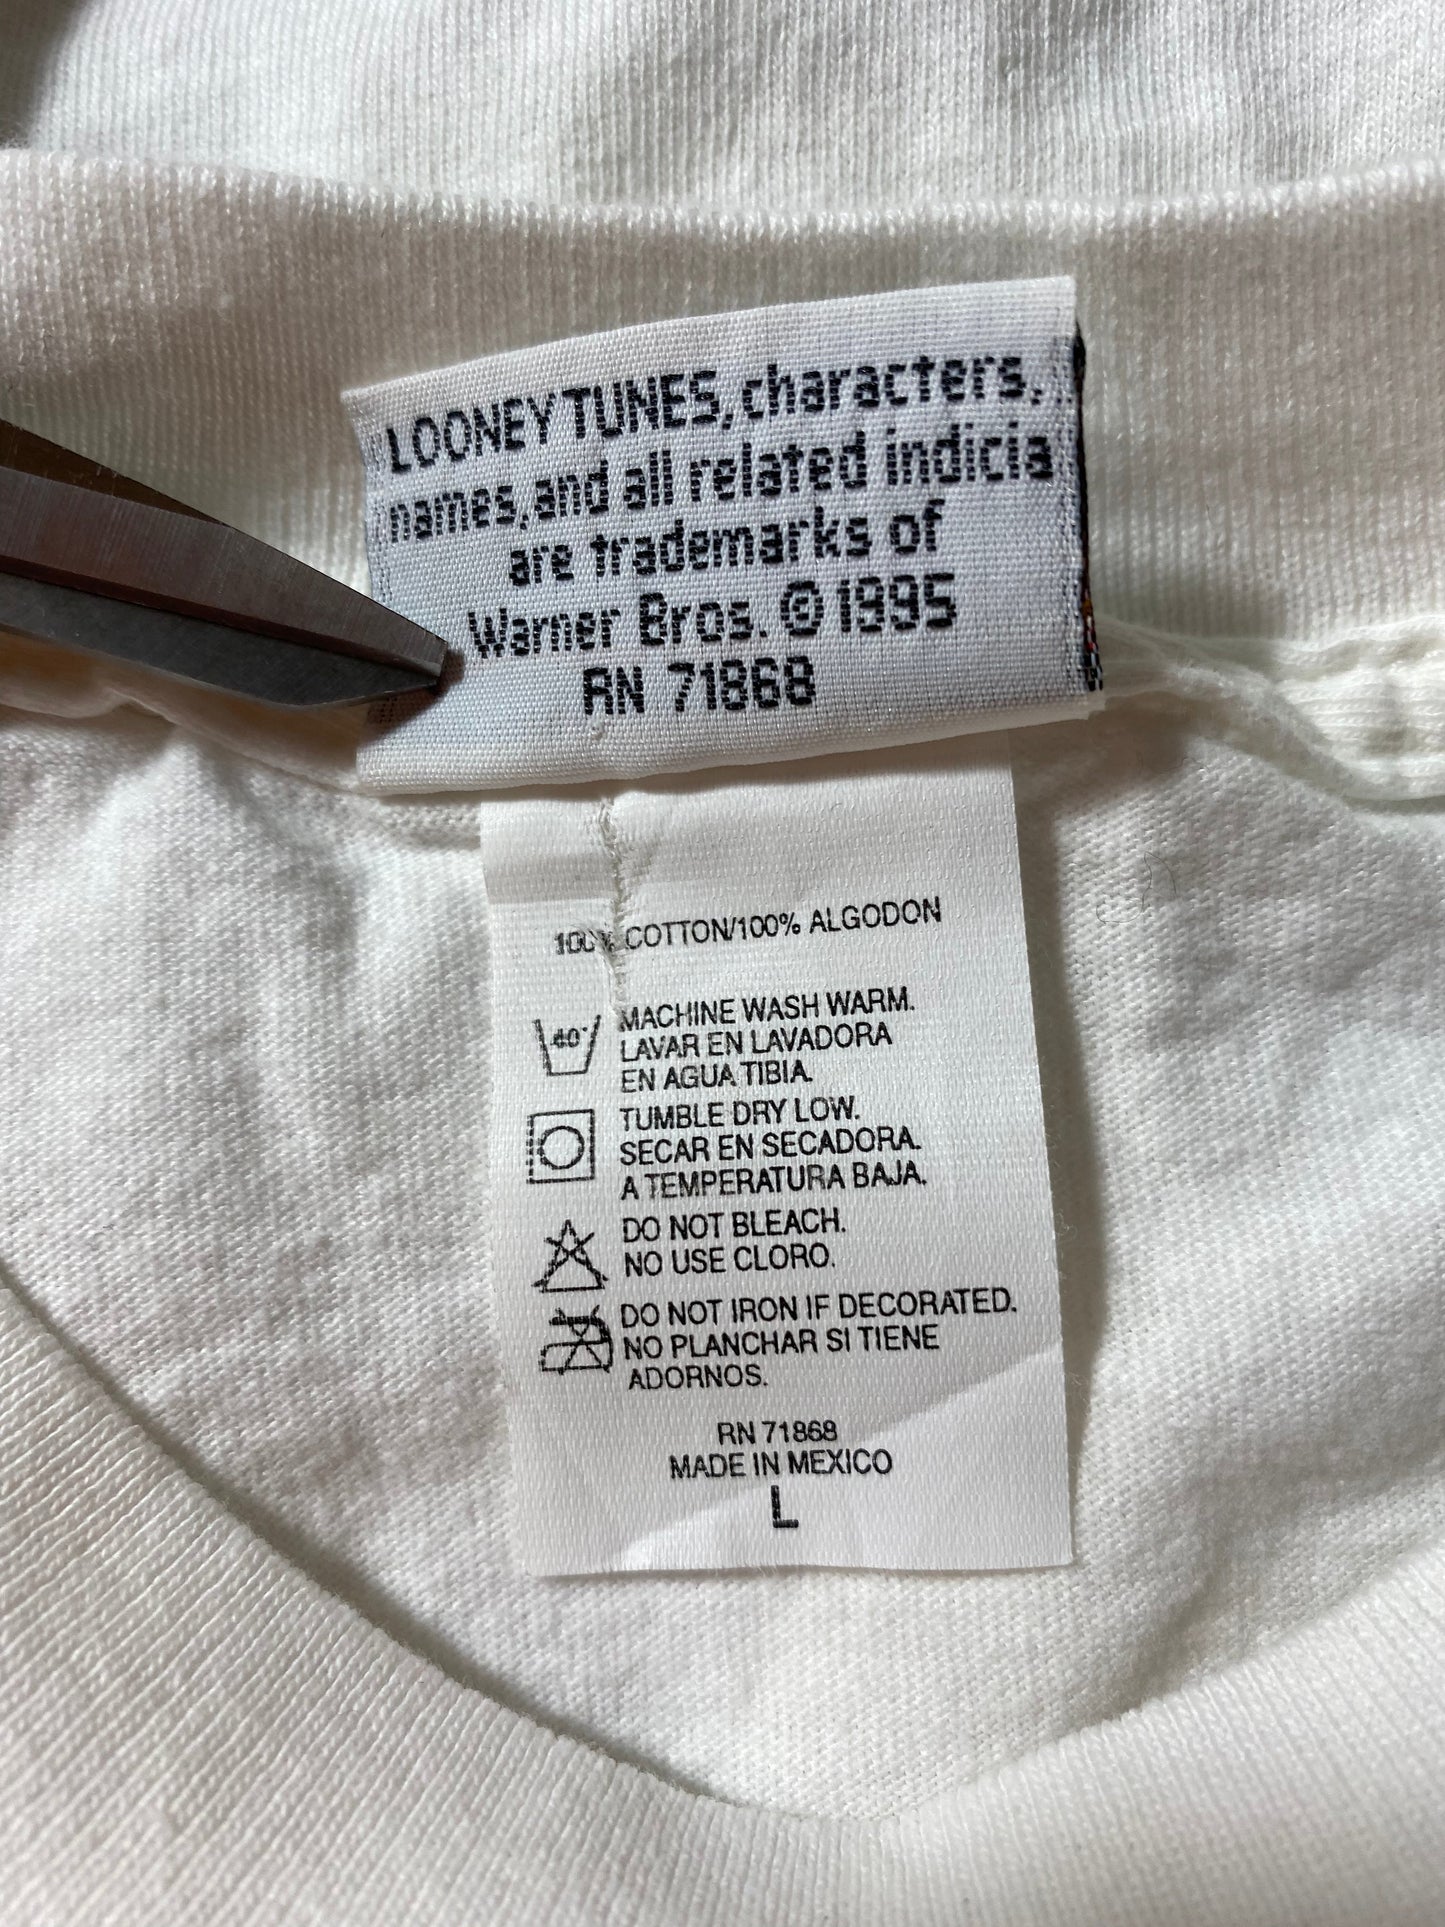 LOONEY TUNES, characters,
names, and all related indicia
are trademarks of
Warner Bros. © 1995
RN 71868
100% COTTON/100% ALGODON
40°
MACHINE WASH WARM.
LAVAR EN LAVADORA
EN AGUA TIBIA.
TUMBLE DRY LOW.
SECAR EN SECADORA.
A TEMPERATURA BAJA.
DO NOT BLEACH.
NO USE CLORO.
DO NOT IRON IF DECORATED.
NO PLANCHAR SI TIENE
ADORNOS.
RN 71868
MADE IN MEXICO
L